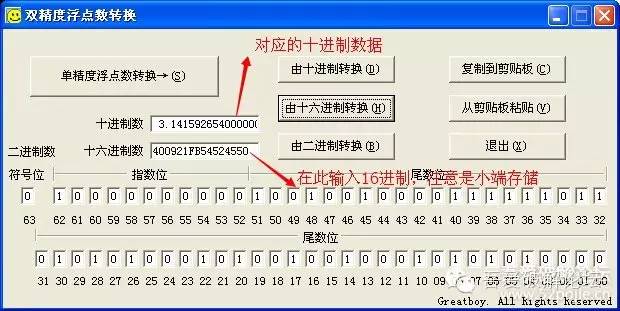 双精度浮点数转换
对应的十进制数据
单精度浮点数转换→(S)
由十进制转换(D)
复制到剪贴板(C)
由十六进制转换(H)
从剪贴板粘贴(V)
十进制数 3.14159265400000
二进制数 十六进制数 400921FB54524550
由二进制转换(B)
退出(X)
在此输入16进制,注意是小端存储
符号位 指数位 尾数位
0 1 0 0 0 0 0 0 0 0 0 0 1 0 0 1 0 0 1 0 0 0 0 1 1 1 1 1 1 0 1 1
63 62 61 60 59 58 57 56 55 54 53 52 51 50 49 48 47 46 45 44 43 42 41 40 39 38 37 36 35 34 33 32
尾数位
0 1 0 1 0 1 0 0 0 1 0 1 0 0 1 0 0 1 0 0 0 1 0 1 0 1 0 1 0 0 0 0
31 30 29 28 27 26 25 24 23 22 21 20 19 18 17 16 15 14 13 12 11 10 09 08 07 06 05 04 03 02 01 00
Greatboy. All Rights Reserved